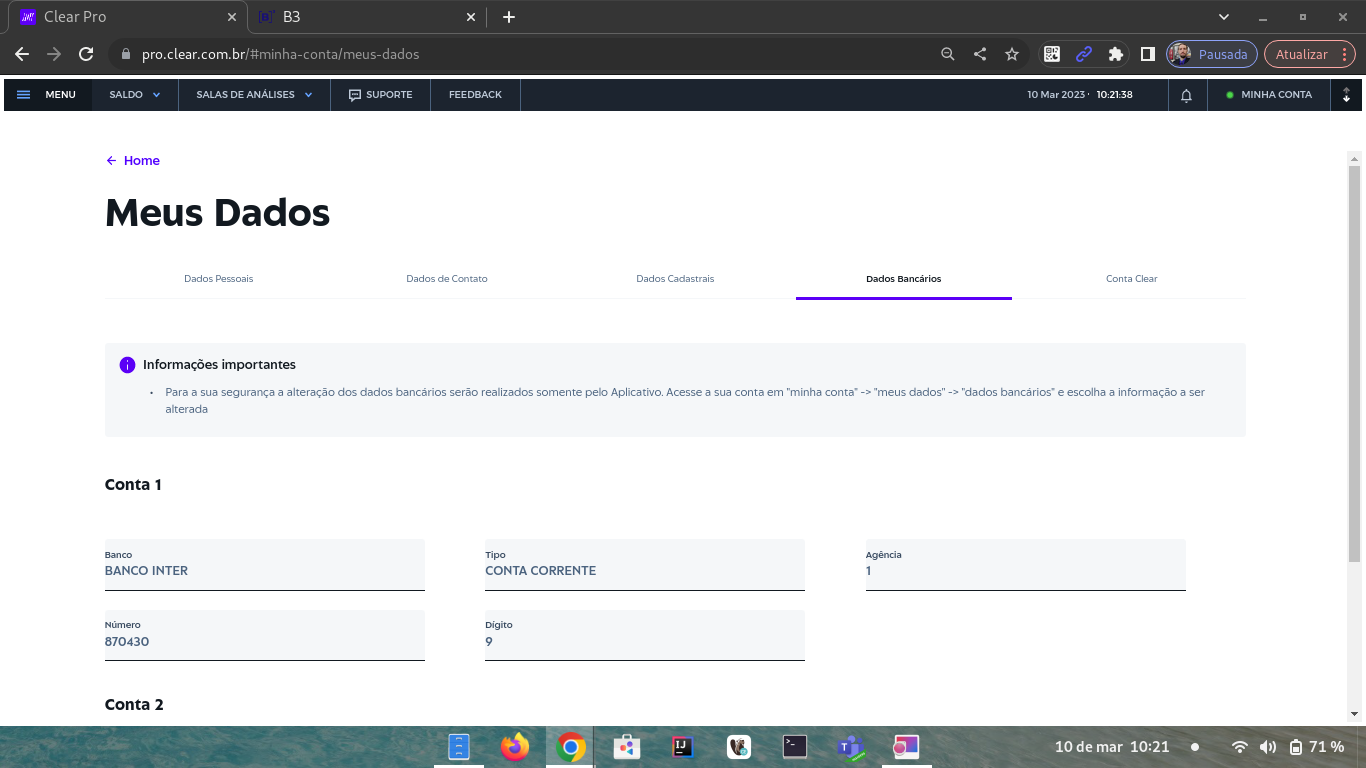 Clear Pro
B3
pro.clear.com.br/#minha-conta/meus-dados
Pausada
Atualizar
MENU
SALDO
SALAS DE ANÁLISES
SUPORTE
FEEDBACK
10 Mar 2023 · 10:21:38
MINHA CONTA
Home
Meus Dados
Dados Pessoais
Dados de Contato
Dados Cadastrais
Dados Bancários
Conta Clear
Informações importantes
• Para a sua segurança a alteração dos dados bancários serão realizados somente pelo Aplicativo. Acesse a sua conta em "minha conta" -> "meus dados" -> "dados bancários" e escolha a informação a ser
alterada
Conta 1
Banco
BANCO INTER
Tipo
CONTA CORRENTE
Agência
1
Número
870430
Dígito
9
Conta 2
10 de mar 10:21
71 %